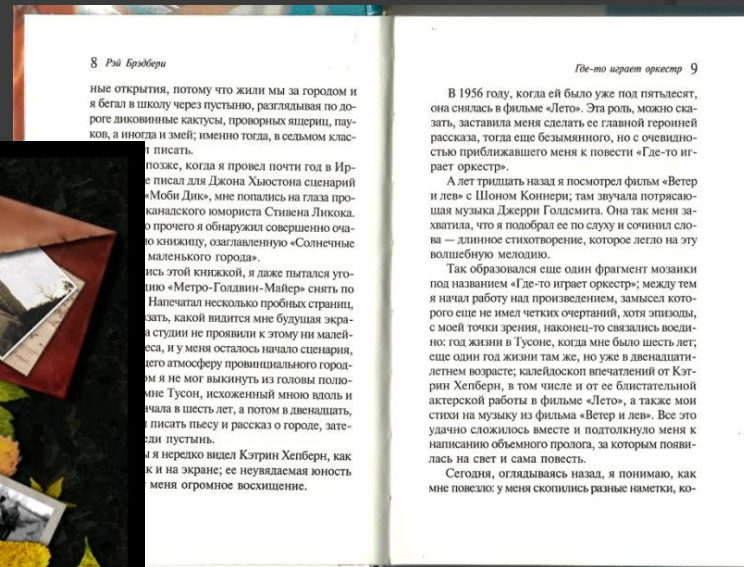 8 Рэй Брэдбери
ные открытия, потому что жили мы за городом и
я бегал в школу через пустыню, разглядывая по до-
роге диковинные кактусы, проворных ящериц, пау-
ков, а иногда и змей; именно тогда, в седьмом клас-
писать.
позже, когда я провел почти год в Ир-
писал для Джона Хьюстона сценарий
«Моби Дик», мне попались на глаза про-
канадского юмориста Стивена Ликока.
прочего я обнаружил совершенно оча-
книжицу, озаглавленную «Солнечные
маленького города».
этой книжкой, я даже пытался уго-
«Метро-Голдвин-Майер» снять по
Напечатал несколько пробных страниц,
какой видится мне будущая экра-
студии не проявили к этому ни малей-
и у меня осталось начало сценария,
атмосферу провинциального город-
я не мог выкинуть из головы полю-
мне Тусон, исхоженный мною вдоль и
в шесть лет, а потом в двенадцать,
писать пьесу и рассказ о городе, зате-
пустынь.
я нередко видел Кэтрин Хепберн, как
и на экране; ее неувядаемая юность
меня огромное восхищение.
Где-то играет оркестр 9
В 1956 году, когда ей было уже под пятьдесят,
она снялась в фильме «Лето». Эта роль, можно ска-
зать, заставила меня сделать ее главной героиней
рассказа, тогда еще безымянного, но с очевидно-
стью приближавшего меня к повести «Где-то иг-
рает оркестр».
А лет тридцать назад я посмотрел фильм «Ветер
и лев» с Шоном Коннери; там звучала потрясаю-
щая музыка Джерри Голдсмита. Она так меня за-
хватила, что я подобрал ее по слуху и сочинил сло-
ва — длинное стихотворение, которое легло на эту
волшебную мелодию.
Так образовался еще один фрагмент мозаики
под названием «Где-то играет оркестр»; между тем
я начал работу над произведением, замысел кото-
рого еще не имел четких очертаний, хотя эпизоды,
с моей точки зрения, наконец-то связались воеди-
но: год жизни в Тусоне, когда мне было шесть лет;
еще один год жизни там же, но уже в двенадцати-
летнем возрасте; калейдоскоп впечатлений от Кэт-
рин Хепберн, в том числе и от ее блистательной
актерской работы в фильме «Лето», а также мои
стихи на музыку из фильма «Ветер и лев». Все это
удачно сложилось вместе и подтолкнуло меня к
написанию объемного пролога, за которым появи-
лась на свет и сама повесть.
Сегодня, оглядываясь назад, я понимаю, как
мне повезло: у меня скопились разные наметки, ко-